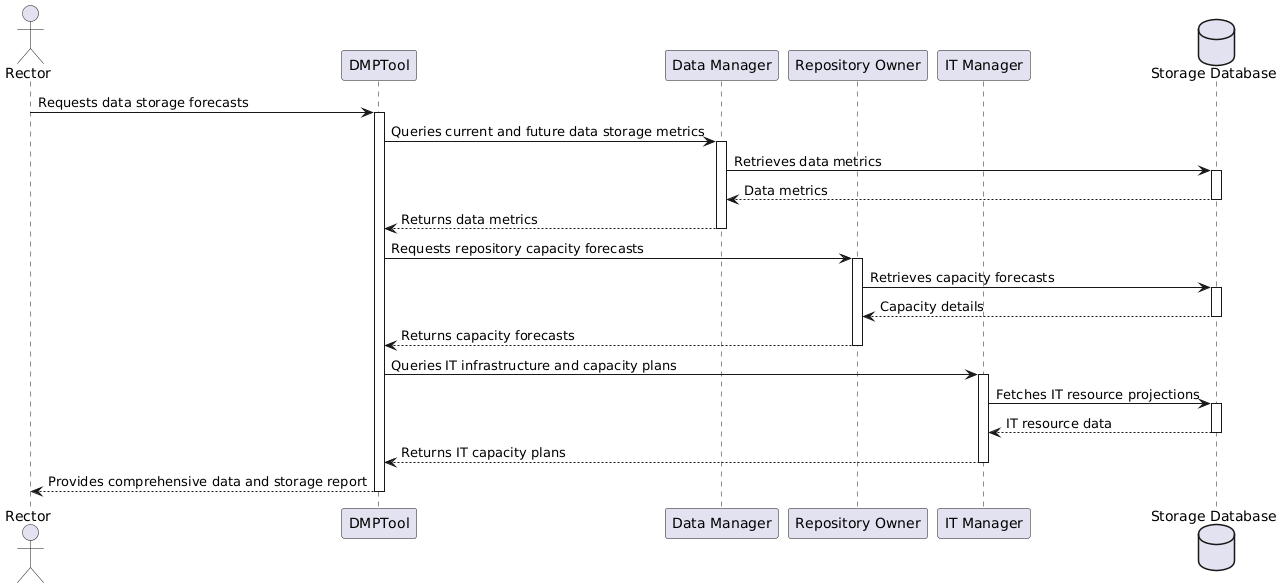 Rector
DMPTool
Data Manager
Repository Owner
IT Manager
Storage Database
Requests data storage forecasts
Queries current and future data storage metrics
Retrieves data metrics
Data metrics
Returns data metrics
Requests repository capacity forecasts
Retrieves capacity forecasts
Capacity details
Returns capacity forecasts
Queries IT infrastructure and capacity plans
Fetches IT resource projections
IT resource data
Returns IT capacity plans
Provides comprehensive data and storage report
Rector
DMPTool
Data Manager
Repository Owner
IT Manager
Storage Database